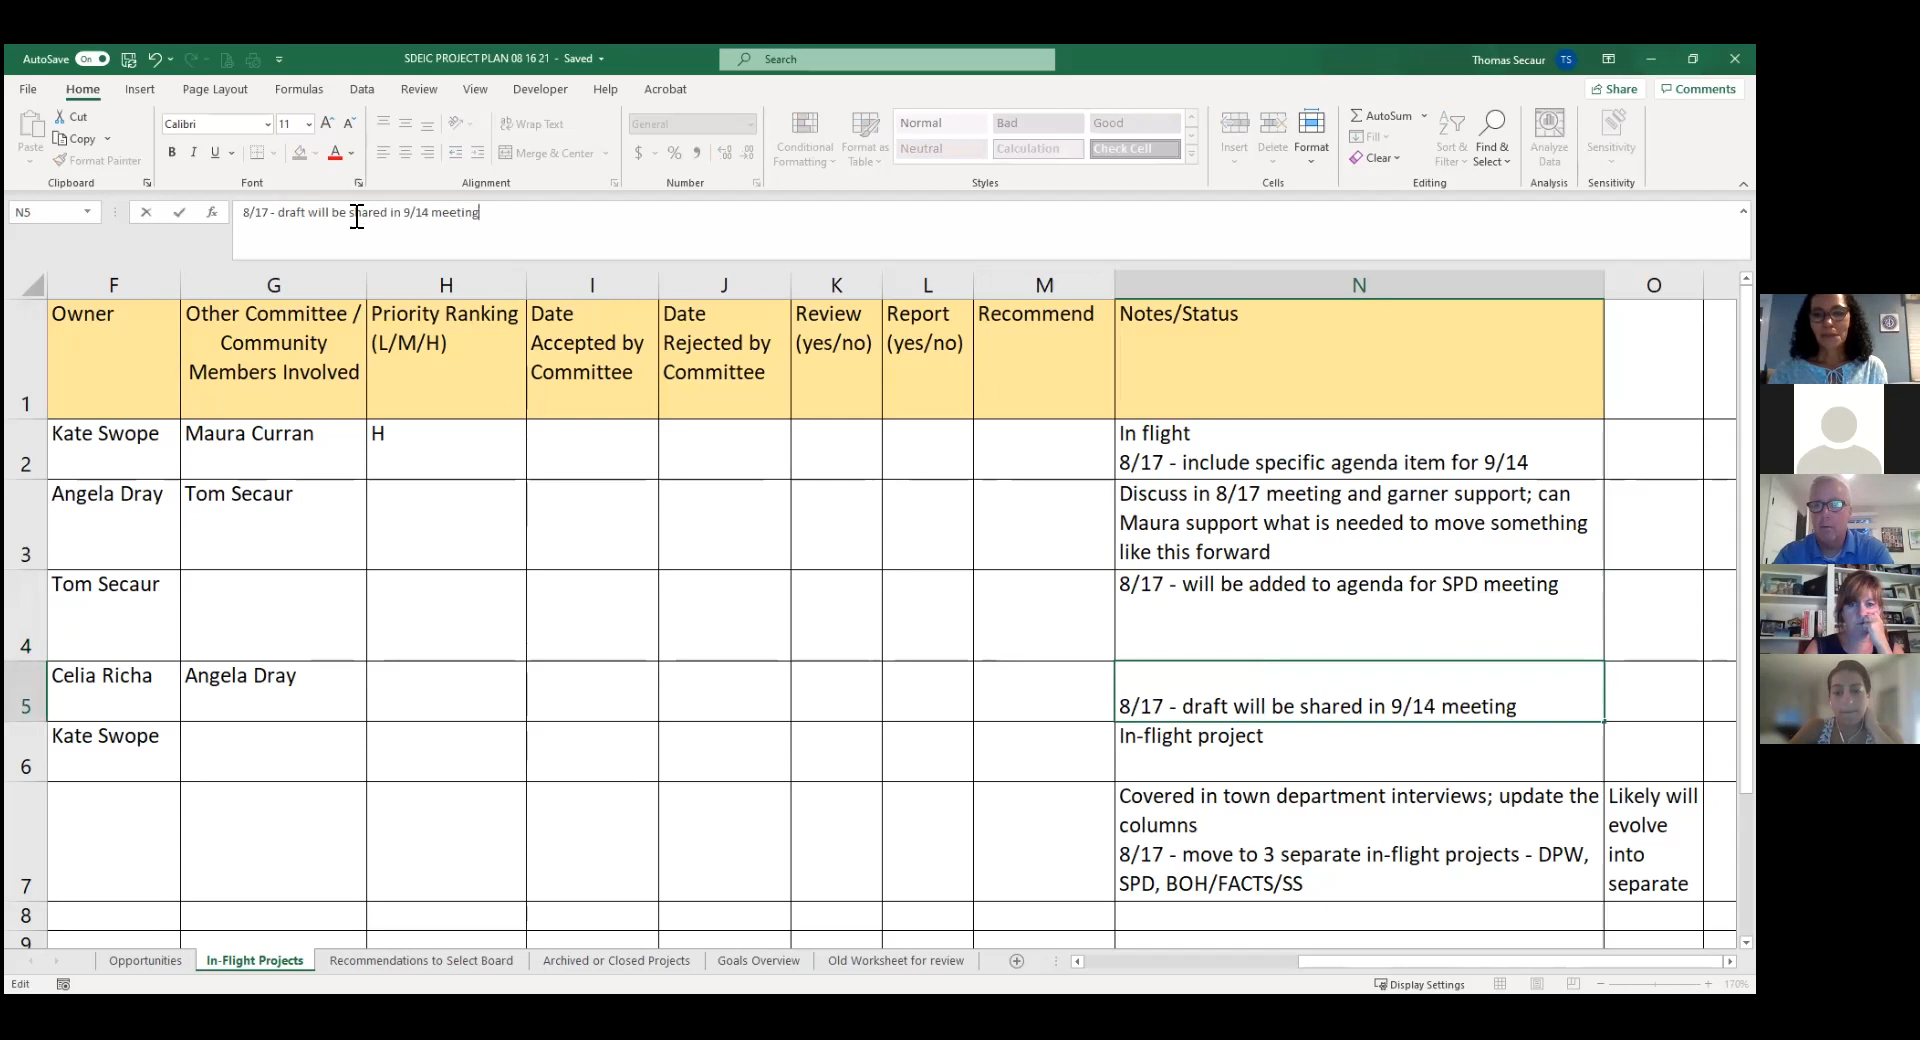 AutoSave On
SDEIC PROJECT PLAN 08 16 21 - Saved
Search
Thomas Secaur TS
File Home Insert Page Layout Formulas Data Review View Developer Help Acrobat
Share Comments
Paste
Cut
Copy
Format Painter
Clipboard
Calibri 11
B I U A
Font
Wrap Text
Merge & Center
Alignment
General
$ % 9
Number
Conditional Formatting
Format as Table
Normal Bad Good
Neutral Calculation Check Cell
Styles
Insert Delete Format
Cells
AutoSum
Fill
Clear
Sort & Filter
Find & Select
Editing
Analyze Data
Analysis
Sensitivity
Sensitivity
N5 fx 8/17 - draft will be shared in 9/14 meeting
F G H I J K L M N O
1
Owner
Other Committee /
Community
Members Involved
Priority Ranking
(L/M/H)
Date
Accepted by
Committee
Date
Rejected by
Committee
Review
(yes/no)
Report
(yes/no)
Recommend
Notes/Status
2
Kate Swope
Maura Curran
H
In flight
8/17 - include specific agenda item for 9/14
3
Angela Dray
Tom Secaur
Discuss in 8/17 meeting and garner support; can
Maura support what is needed to move something
like this forward
4
Tom Secaur
8/17 - will be added to agenda for SPD meeting
5
Celia Richa
Angela Dray
8/17 - draft will be shared in 9/14 meeting
6
Kate Swope
In-flight project
7
Covered in town department interviews; update the
columns
8/17 - move to 3 separate in-flight projects - DPW,
SPD, BOH/FACTS/SS
Likely will
evolve
into
separate
8
9
Opportunities In-Flight Projects Recommendations to Select Board Archived or Closed Projects Goals Overview Old Worksheet for review
Edit
Display Settings
170%